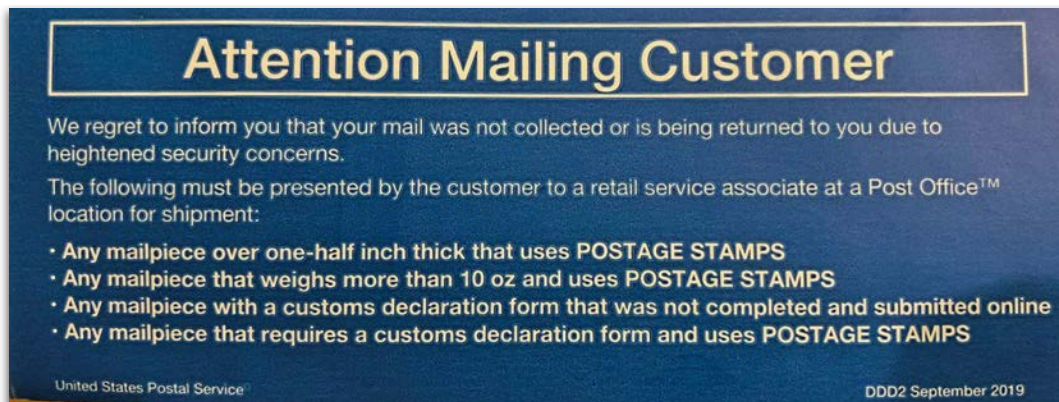 Attention Mailing Customer
We regret to inform you that your mail was not collected or is being returned to you due to
heightened security concerns.
The following must be presented by the customer to a retail service associate at a Post Office™
location for shipment:
· Any mailpiece over one-half inch thick that uses POSTAGE STAMPS
· Any mailpiece that weighs more than 10 oz and uses POSTAGE STAMPS
· Any mailpiece with a customs declaration form that was not completed and submitted online
· Any mailpiece that requires a customs declaration form and uses POSTAGE STAMPS
United States Postal Service
DDD2 September 2019